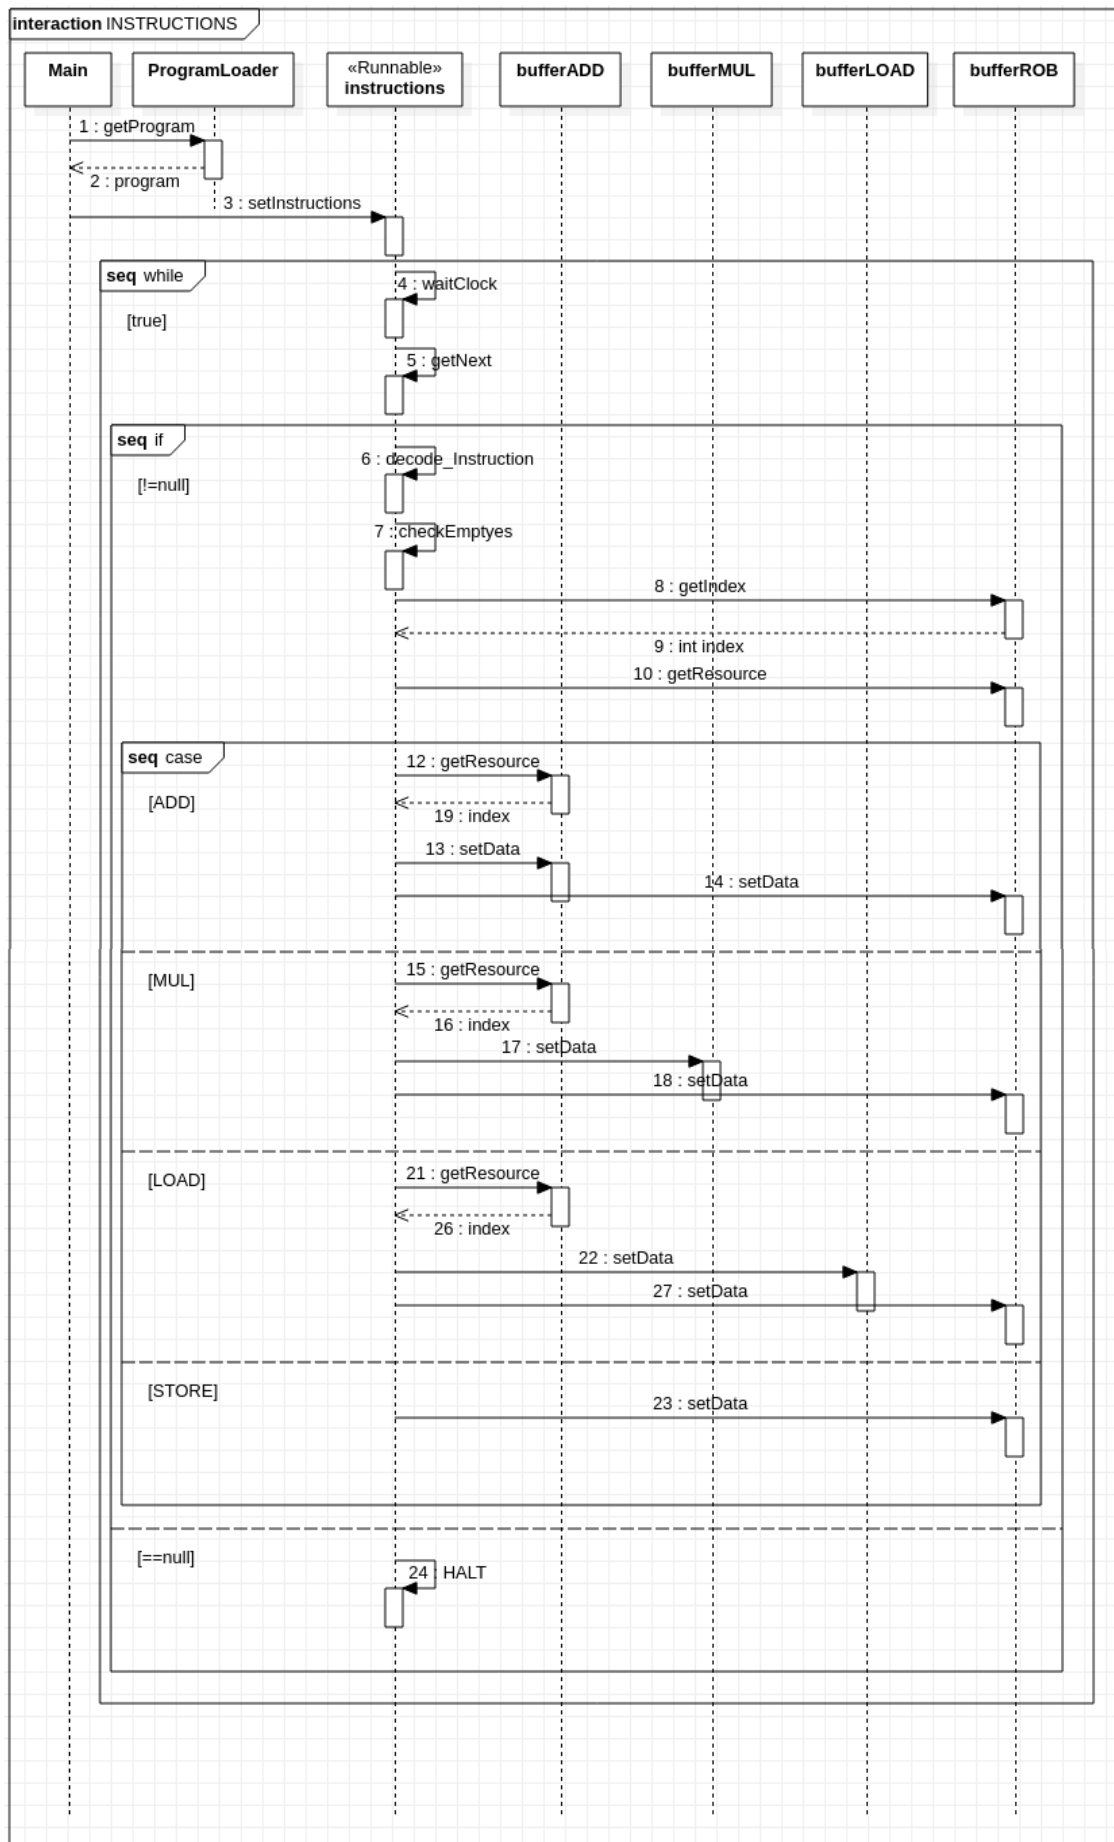 interaction INSTRUCTIONS
Main
ProgramLoader
«Runnable»
instructions
bufferADD
bufferMUL
bufferLOAD
bufferROB
1 : getProgram
2 : program
3 : setInstructions
seq while
4 : waitClock
[true]
5 : getNext
seq if
6 : decode_Instruction
[!=null]
7 : checkEmptyes
8 : getIndex
9 : int index
10 : getResource
seq case
12 : getResource
[ADD]
19 : index
13 : setData
14 : setData
15 : getResource
[MUL]
16 : index
17 : setData
18 : setData
21 : getResource
[LOAD]
26 : index
22 : setData
27 : setData
[STORE]
23 : setData
[==null]
24 : HALT